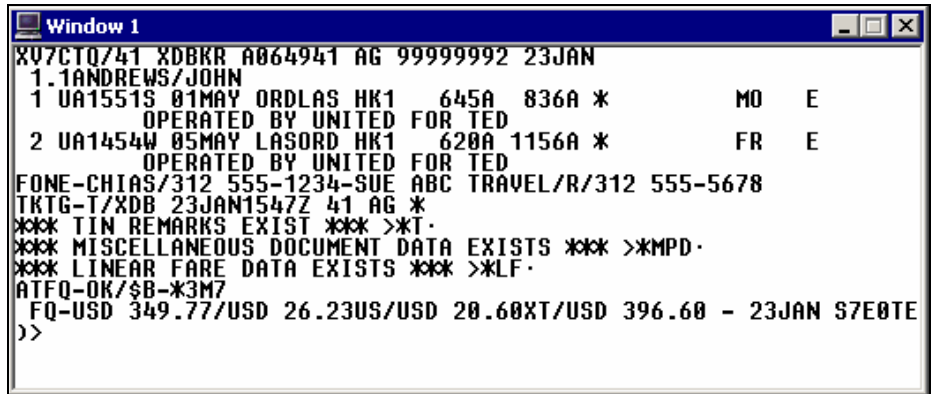 Window 1
XV7CTQ/41 XDBKR A064941 AG 99999992 23JAN
1.1ANDREWS/JOHN
1 UA1551S 01MAY ORDLAS HK1   645A  836A *            MO    E
OPERATED BY UNITED FOR TED
2 UA1454W 05MAY LASORD HK1   620A 1156A *            FR    E
OPERATED BY UNITED FOR TED
FONE-CHIAS/312 555-1234-SUE ABC TRAVEL/R/312 555-5678
TKTG-T/XDB 23JAN1547Z 41 AG *
*** TIN REMARKS EXIST *** >*T·
*** MISCELLANEOUS DOCUMENT DATA EXISTS *** >*MPD·
*** LINEAR FARE DATA EXISTS *** >*LF·
ATFQ-OK/$B-*3M7
FQ-USD 349.77/USD 26.23US/USD 20.60XT/USD 396.60 - 23JAN S7E0TE
)>